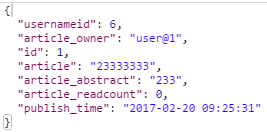 {
"usernameid": 6,
"article_owner": "user@1",
"id": 1,
"article": "23333333",
"article_abstract": "233",
"article_readcount": 0,
"publish_time": "2017-02-20 09:25:31"
}